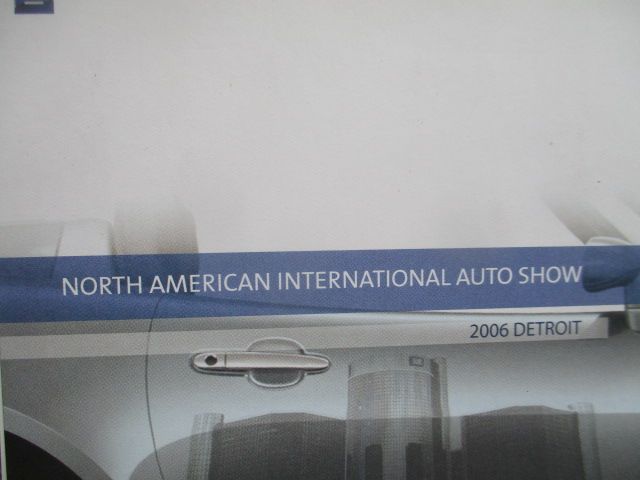 NORTH AMERICAN INTERNATIONAL AUTO SHOW
2006 DETROIT